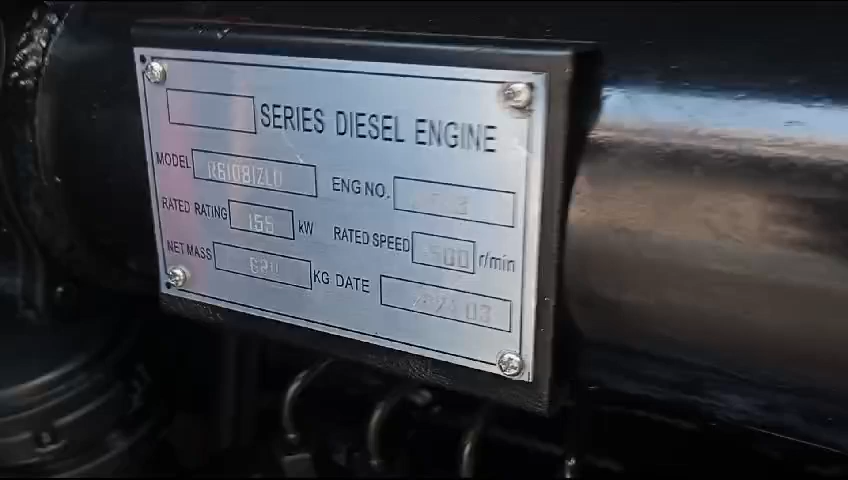 SERIES DIESEL ENGINE
MODEL R6108IZLD ENG NO.
RATED RATING 155 kW RATED SPEED r/min
NET MASS KG DATE